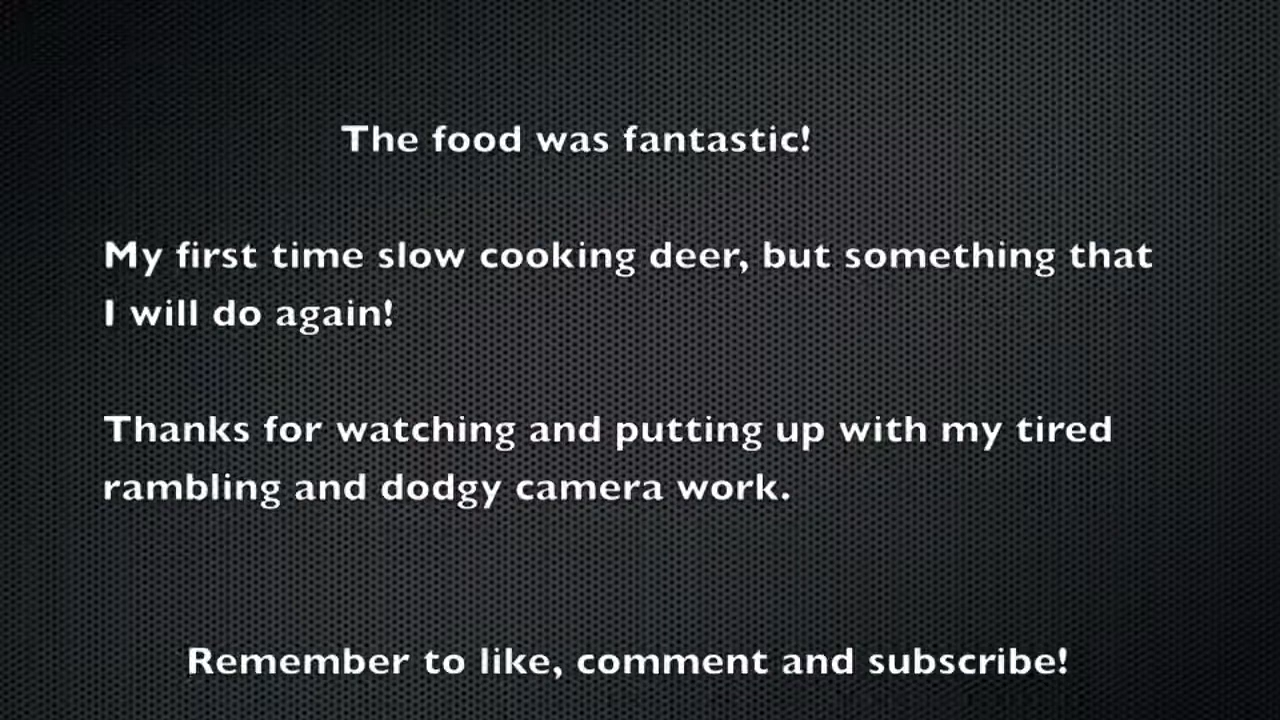 The food was fantastic!
My first time slow cooking deer, but something that
I will do again!
Thanks for watching and putting up with my tired
rambling and dodgy camera work.
Remember to like, comment and subscribe!